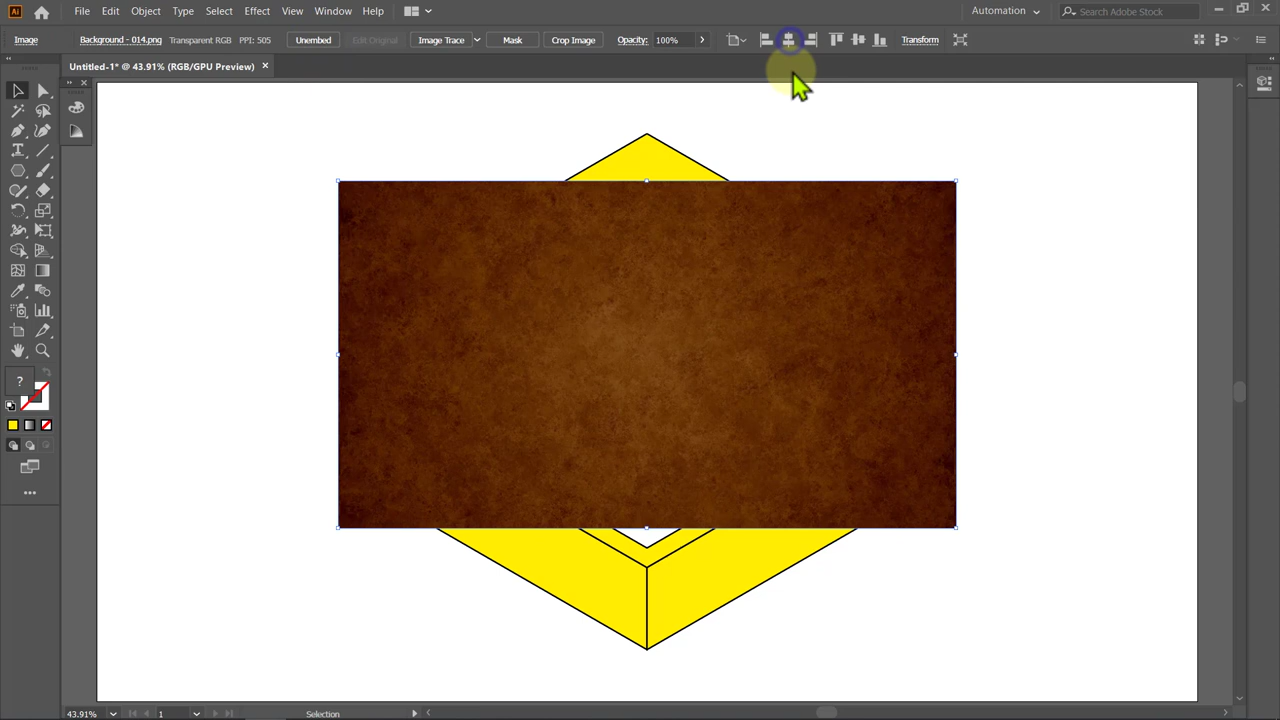 Ai File Edit Object Type Select Effect View Window Help Automation Search Adobe Stock
Image Background - 014.png Transparent RGB PPI: 505 Unembed Edit Original Image Trace Mask Crop Image Opacity: 100% Transform
Untitled-1* @ 43.91% (RGB/GPU Preview)
?
43.91% 1 Selection